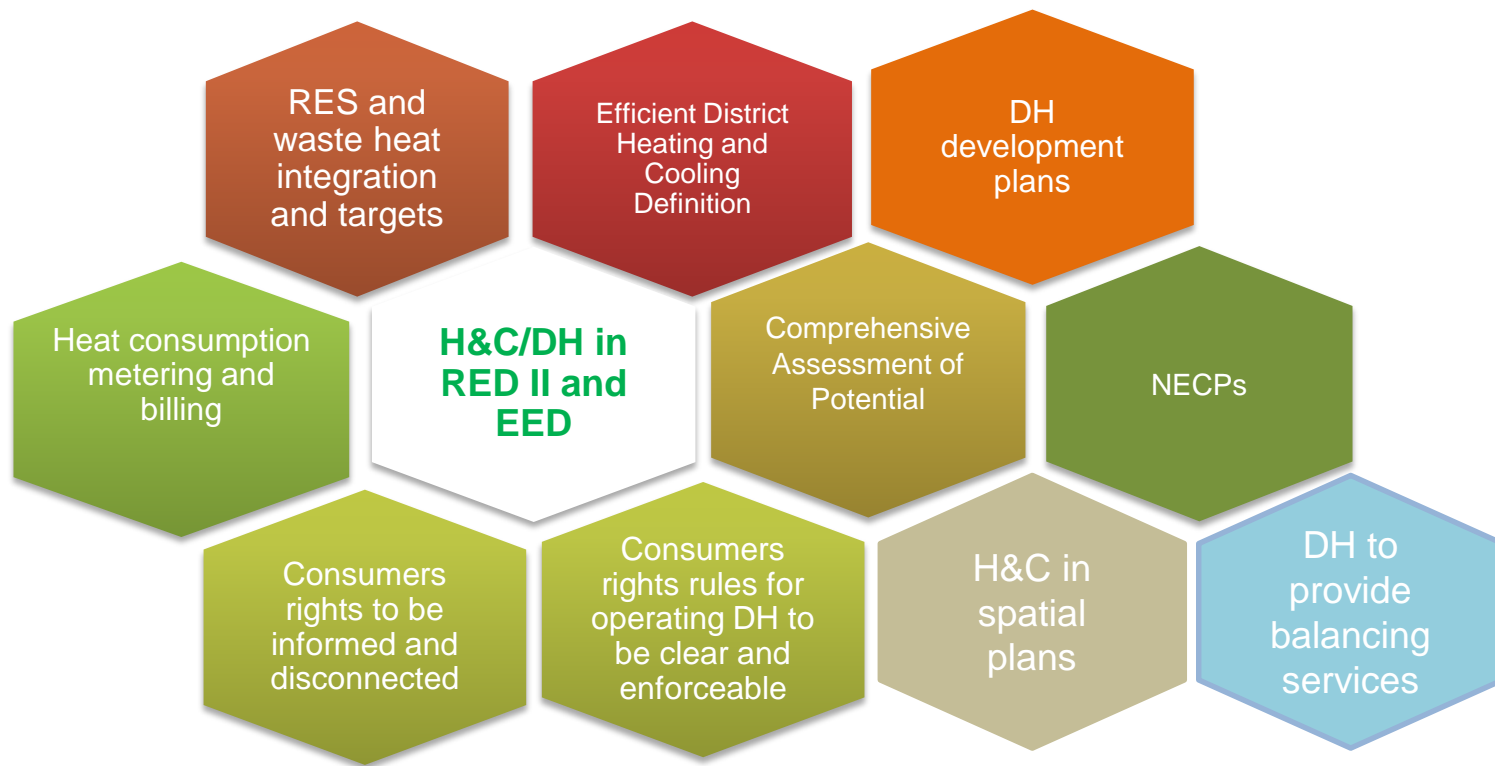 RES and
waste heat
integration
and targets
Efficient District
Heating and
Cooling
Definition
DH
development
plans
Heat consumption
metering and
billing
H&C/DH in
RED II and
EED
Comprehensive
Assessment of
Potential
NECPs
Consumers
rights to be
informed and
disconnected
Consumers
rights rules for
operating DH to
be clear and
enforceable
H&C in
spatial
plans
DH to
provide
balancing
services